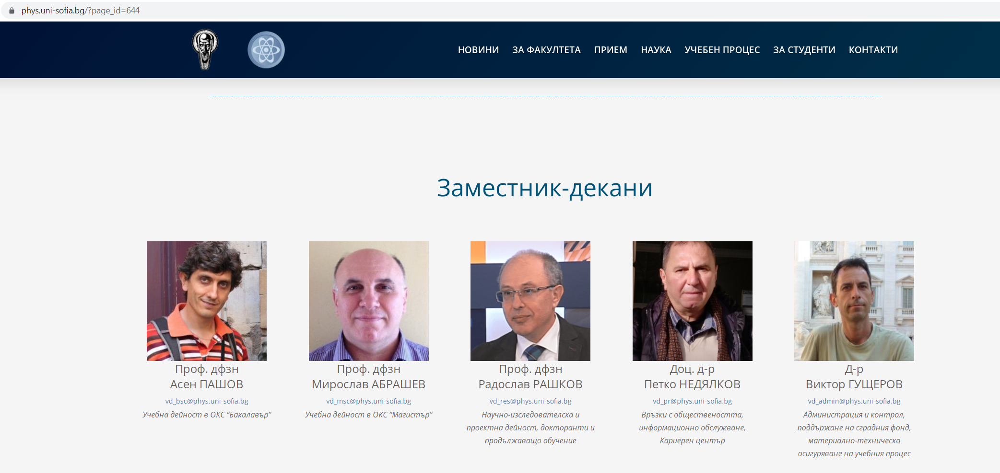 phys.uni-sofia.bg/?page_id=644
НОВИНИ ЗА ФАКУЛТЕТА ПРИЕМ НАУКА УЧЕБЕН ПРОЦЕС ЗА СТУДЕНТИ КОНТАКТИ
Заместник-декани
Проф. дфзн
Асен ПАШОВ
vd_bsc@phys.uni-sofia.bg
Учебна дейност в ОКС “Бакалавър”
Проф. дфзн
Мирослав АБРАШЕВ
vd_msc@phys.uni-sofia.bg
Учебна дейност в ОКС “Магистър”
Проф. дфзн
Радослав РАШКОВ
vd_res@phys.uni-sofia.bg
Научно-изследователска и
проектна дейност, докторанти и
продължаващо обучение
Доц. д-р
Петко НЕДЯЛКОВ
vd_pr@phys.uni-sofia.bg
Връзки с обществеността,
информационно обслужване,
Кариерен център
Д-р
Виктор ГУЩЕРОВ
vd_admin@phys.uni-sofia.bg
Администрация и контрол,
поддържане на сградния фонд,
материално-техническо
осигуряване на учебния процес